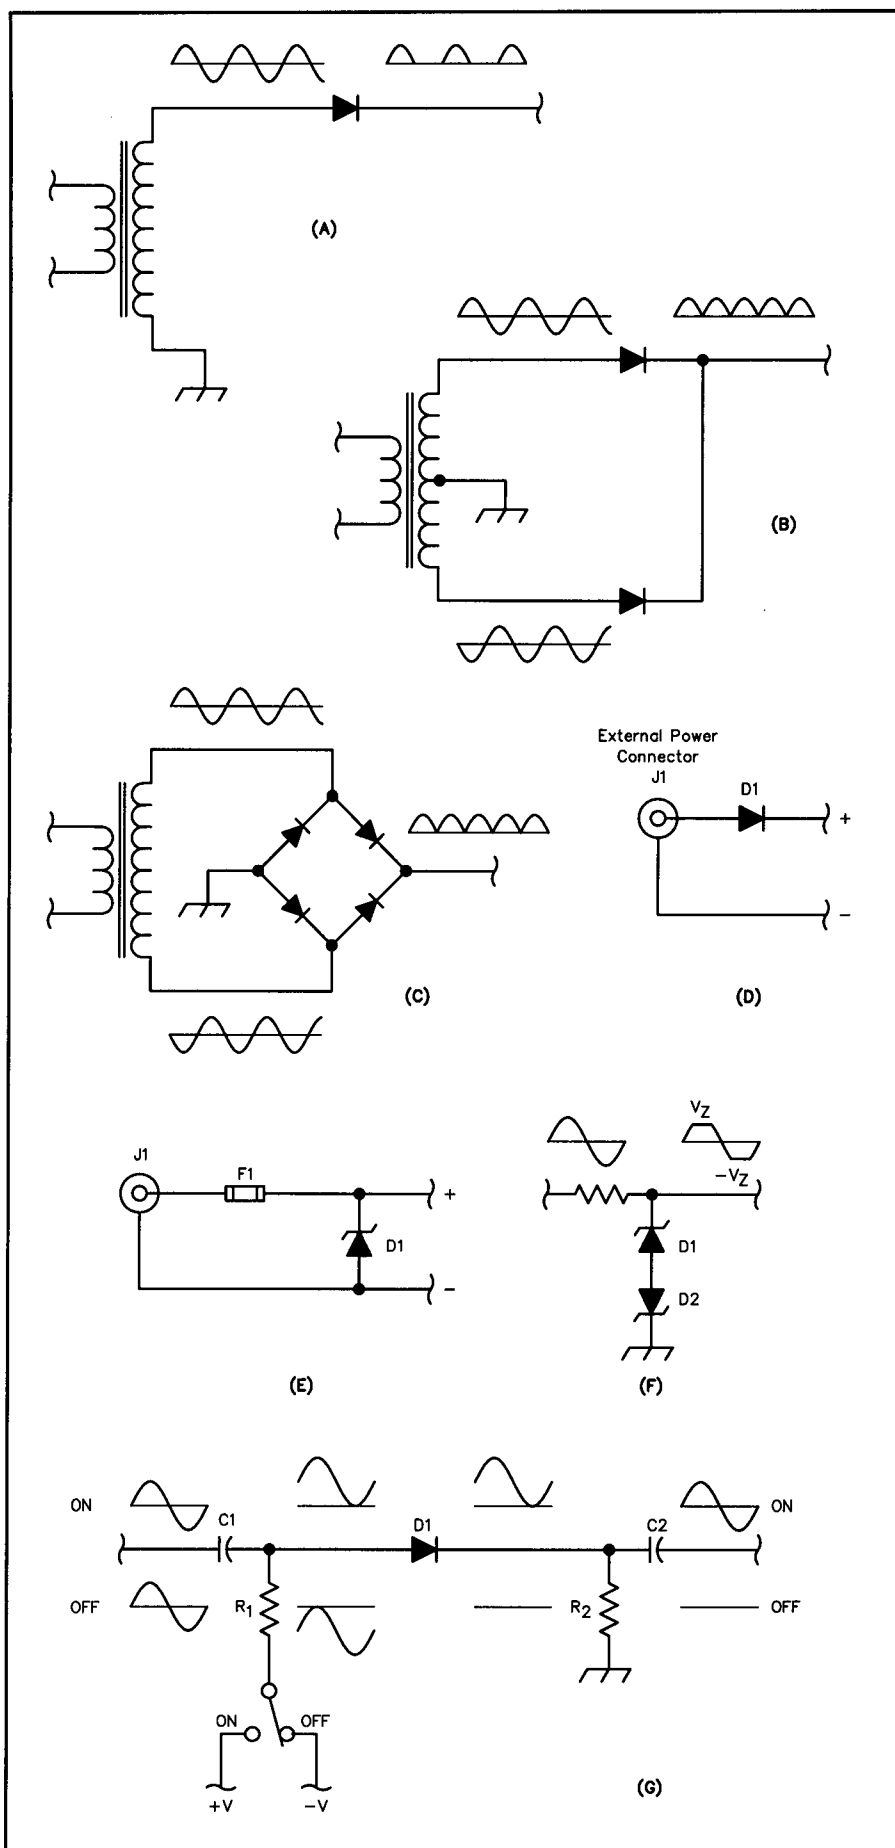 (A)
(B)
External Power
Connector
J1
D1
+
-
(C)
(D)
J1
F1
D1
+
-
(E)
VZ
-VZ
D1
D2
(F)
ON
C1
D1
C2
ON
OFF
R1
R2
OFF
ON
OFF
+V
-V
(G)